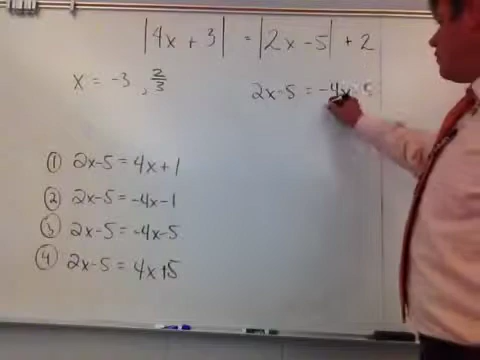 |4x + 3| = |2x - 5| + 2
x = -3, 2/3
2x-5 = -4x - 5
① 2x-5 = 4x+1
② 2x-5 = -4x-1
③ 2x-5 = -4x-5
④ 2x-5 = 4x+5